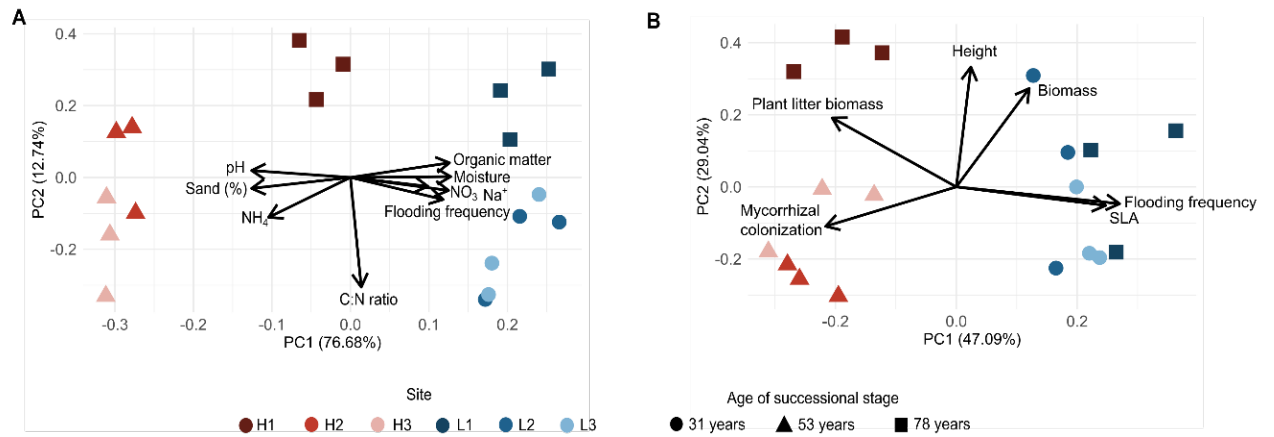 A
0.4
0.2
0.0
-0.2
PC2 (12.74%)
pH
Sand (%)
NH4
Organic matter
Moisture
NO3 Na+
Flooding frequency
C:N ratio
-0.3
-0.2
-0.1
0.0
0.1
0.2
PC1 (76.68%)
B
0.4
0.2
0.0
-0.2
PC2 (29.04%)
Height
Biomass
Plant litter biomass
Mycorrhizal
colonization
Flooding frequency
SLA
-0.2
0.0
0.2
PC1 (47.09%)
Site
H1 H2 H3 L1 L2 L3
Age of successional stage
31 years 53 years 78 years